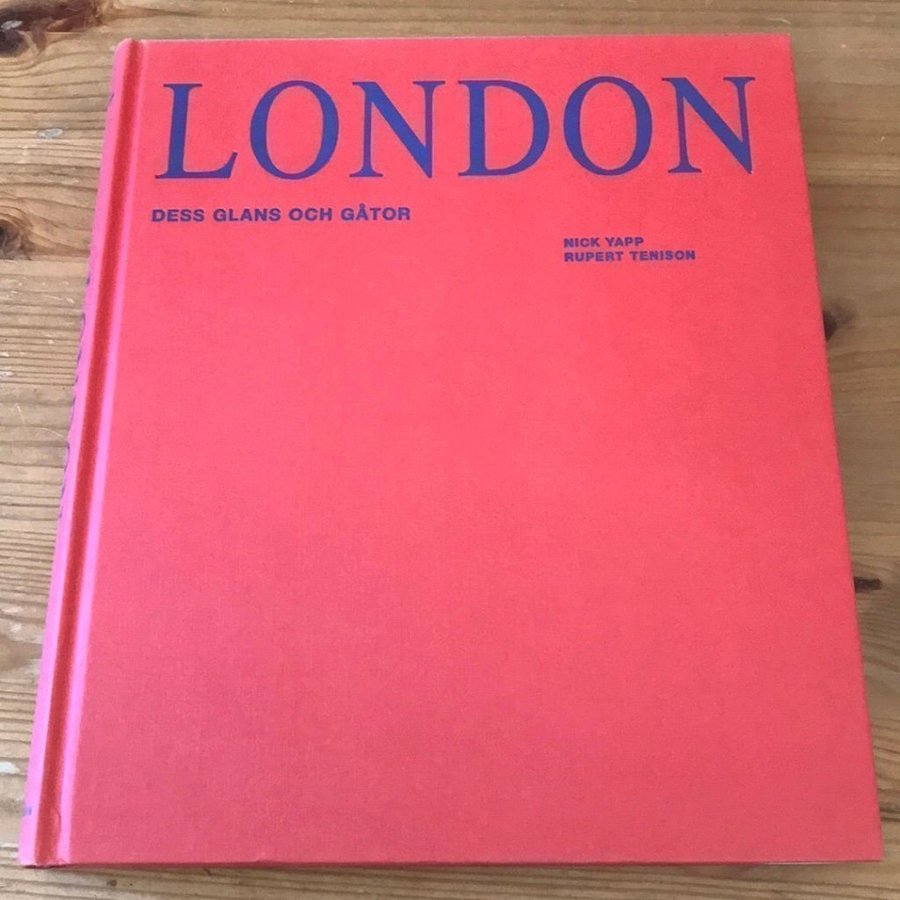 LONDON
DESS GLANS OCH GÅTOR
NICK YAPP
RUPERT TENISON